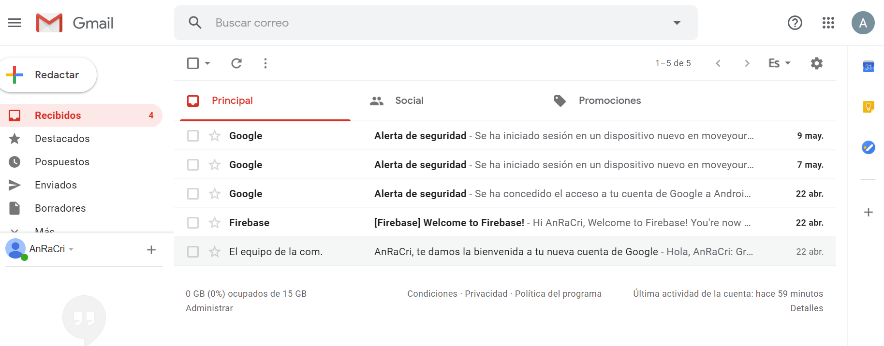 Gmail
Buscar correo
A
Redactar
1–5 de 5
Es
Recibidos 4
Destacados
Pospuestos
Enviados
Borradores
Más
AnRaCri
Principal Social Promociones
Google Alerta de seguridad - Se ha iniciado sesión en un dispositivo nuevo en moveyour... 9 may.
Google Alerta de seguridad - Se ha iniciado sesión en un dispositivo nuevo en moveyour... 7 may.
Google Alerta de seguridad - Se ha concedido el acceso a tu cuenta de Google a Androi... 22 abr.
Firebase [Firebase] Welcome to Firebase! - Hi AnRaCri, Welcome to Firebase! You're now ... 22 abr.
El equipo de la com. AnRaCri, te damos la bienvenida a tu nueva cuenta de Google - Hola, AnRaCri: Gr... 22 abr.
0 GB (0%) ocupados de 15 GB
Administrar
Condiciones · Privacidad · Política del programa
Última actividad de la cuenta: hace 59 minutos
Detalles